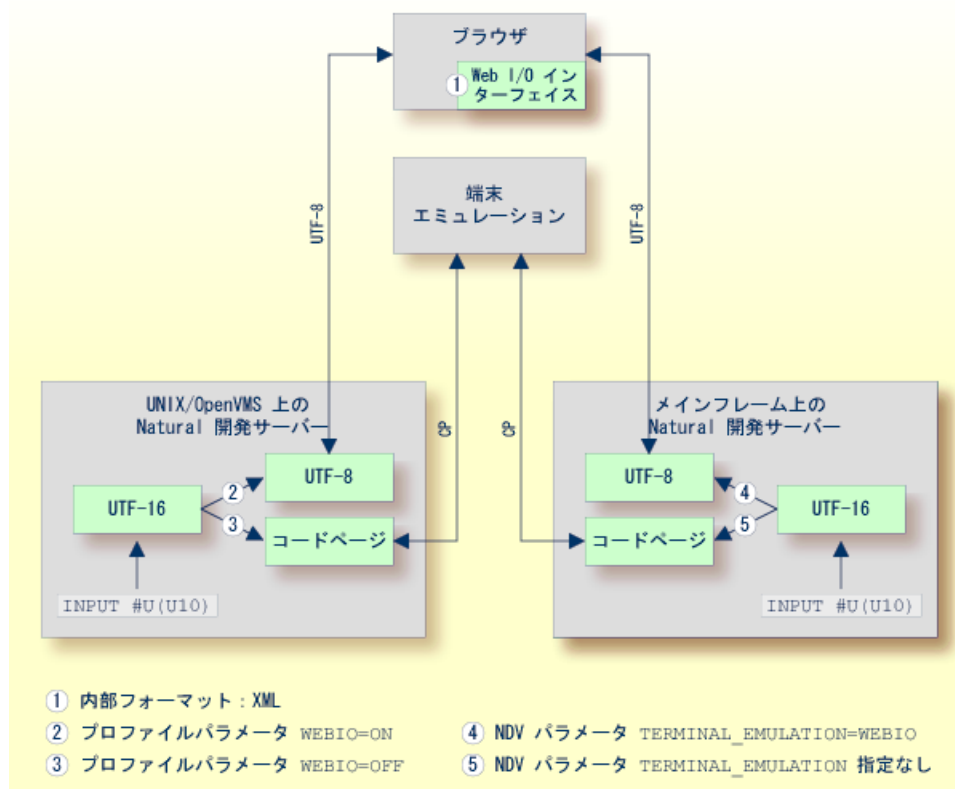 ブラウザ
① Web I/O イン
ターフェイス
端末
エミュレーション
UTF-8
UTF-8
CP
CP
UNIX/OpenVMS 上の
Natural 開発サーバー
UTF-8
UTF-16
②
③
コードページ
INPUT #U(U10)
メインフレーム上の
Natural 開発サーバー
UTF-8
④
⑤
UTF-16
コードページ
INPUT #U(U10)
① 内部フォーマット：XML
② プロファイルパラメータ WEBIO=ON
③ プロファイルパラメータ WEBIO=OFF
④ NDV パラメータ TERMINAL_EMULATION=WEBIO
⑤ NDV パラメータ TERMINAL_EMULATION 指定なし